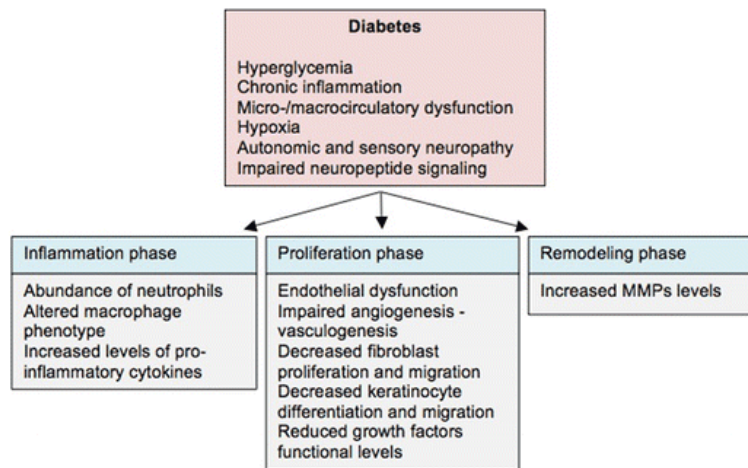 Diabetes
Hyperglycemia
Chronic inflammation
Micro-/macrocirculatory dysfunction
Hypoxia
Autonomic and sensory neuropathy
Impaired neuropeptide signaling
Inflammation phase
Abundance of neutrophils
Altered macrophage
phenotype
Increased levels of pro-
inflammatory cytokines
Proliferation phase
Endothelial dysfunction
Impaired angiogenesis -
vasculogenesis
Decreased fibroblast
proliferation and migration
Decreased keratinocyte
differentiation and migration
Reduced growth factors
functional levels
Remodeling phase
Increased MMPs levels